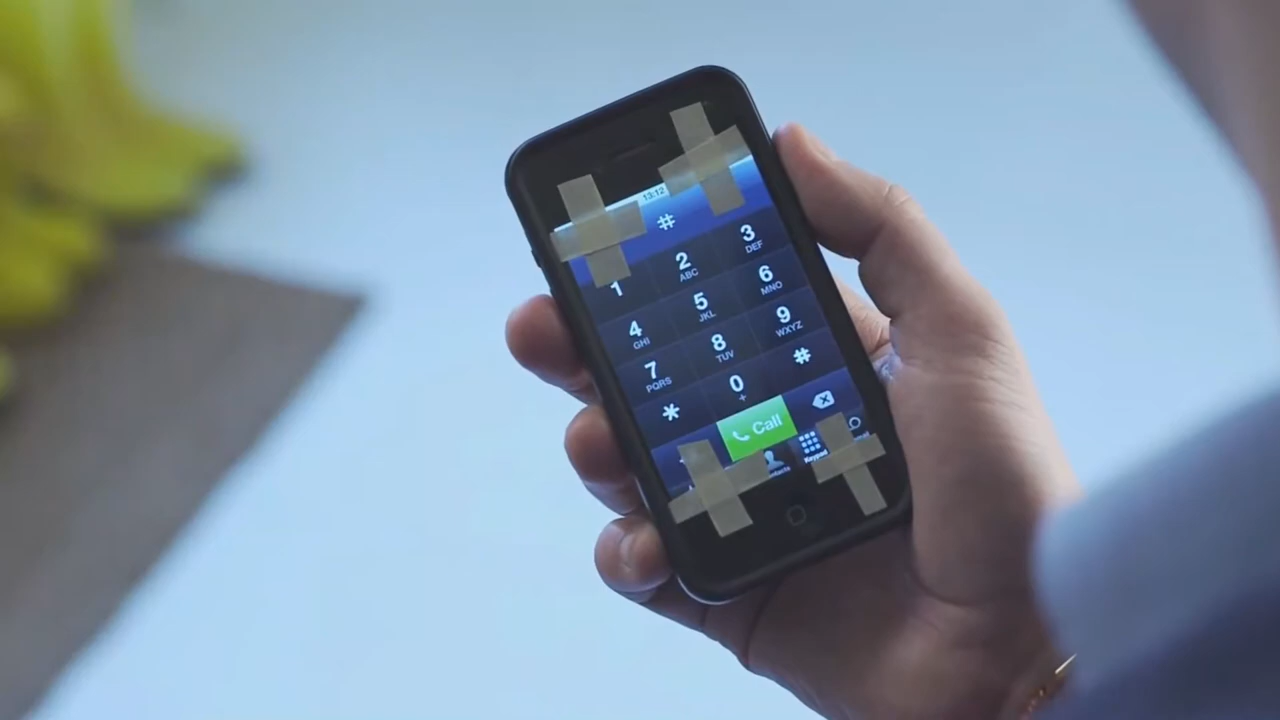 13:12
#
1
2 ABC
3 DEF
4 GHI
5 JKL
6 MNO
7 PQRS
8 TUV
9 WXYZ
*
0 +
#
Call
Keypad